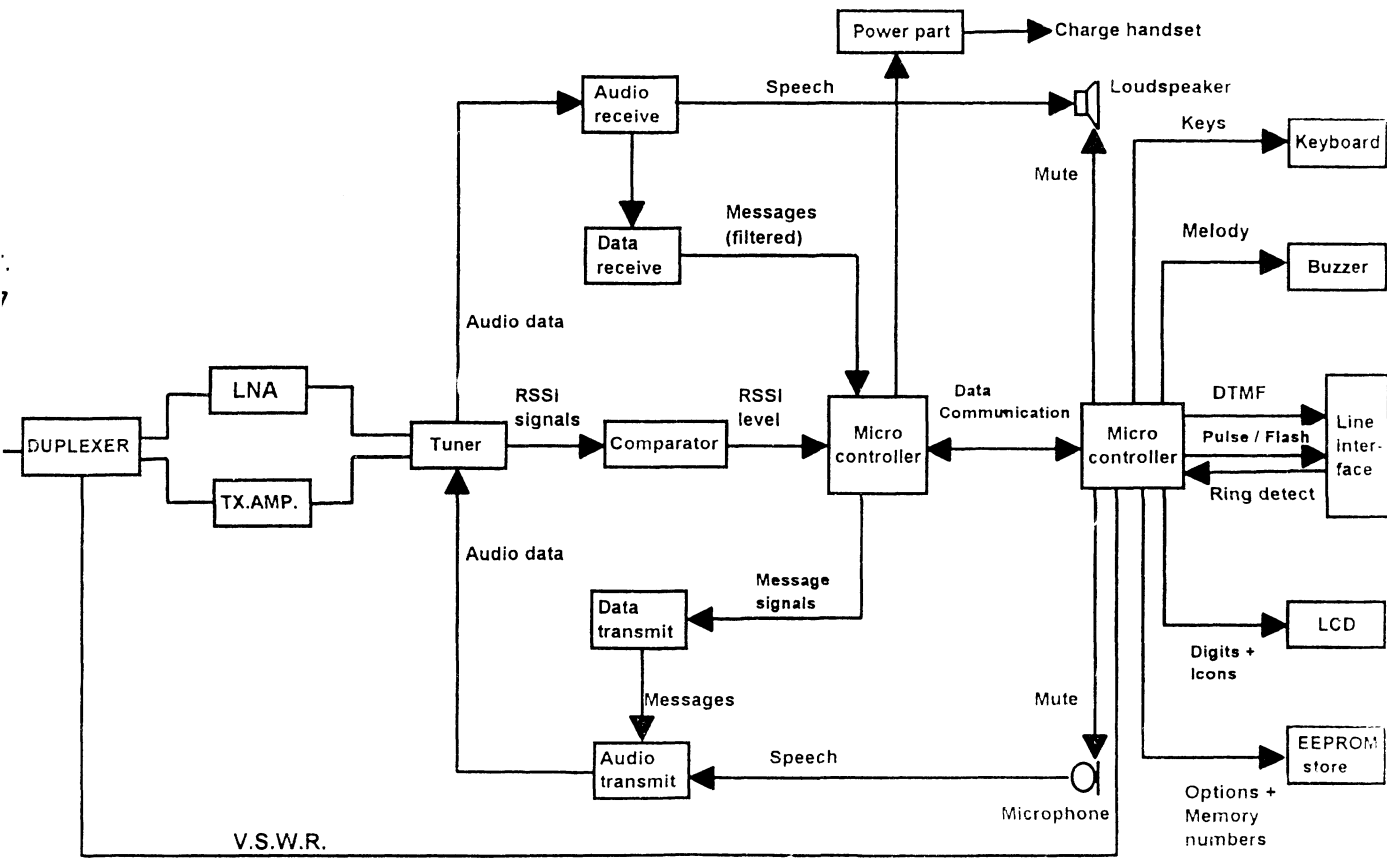 Power part
Charge handset
Audio
receive
Speech
Loudspeaker
Keys
Keyboard
Mute
Messages
(filtered)
Data
receive
Melody
Buzzer
Audio data
LNA
RSSI
signals
RSSI
level
Data
Communication
DTMF
DUPLEXER
Tuner
Comparator
Micro
controller
Micro
controller
Pulse / Flash
Line
inter-
face
Ring detect
TX.AMP.
Audio data
Message
signals
Data
transmit
LCD
Digits +
Icons
Messages
Mute
Audio
transmit
Speech
Microphone
EEPROM
store
Options +
Memory
numbers
V.S.W.R.